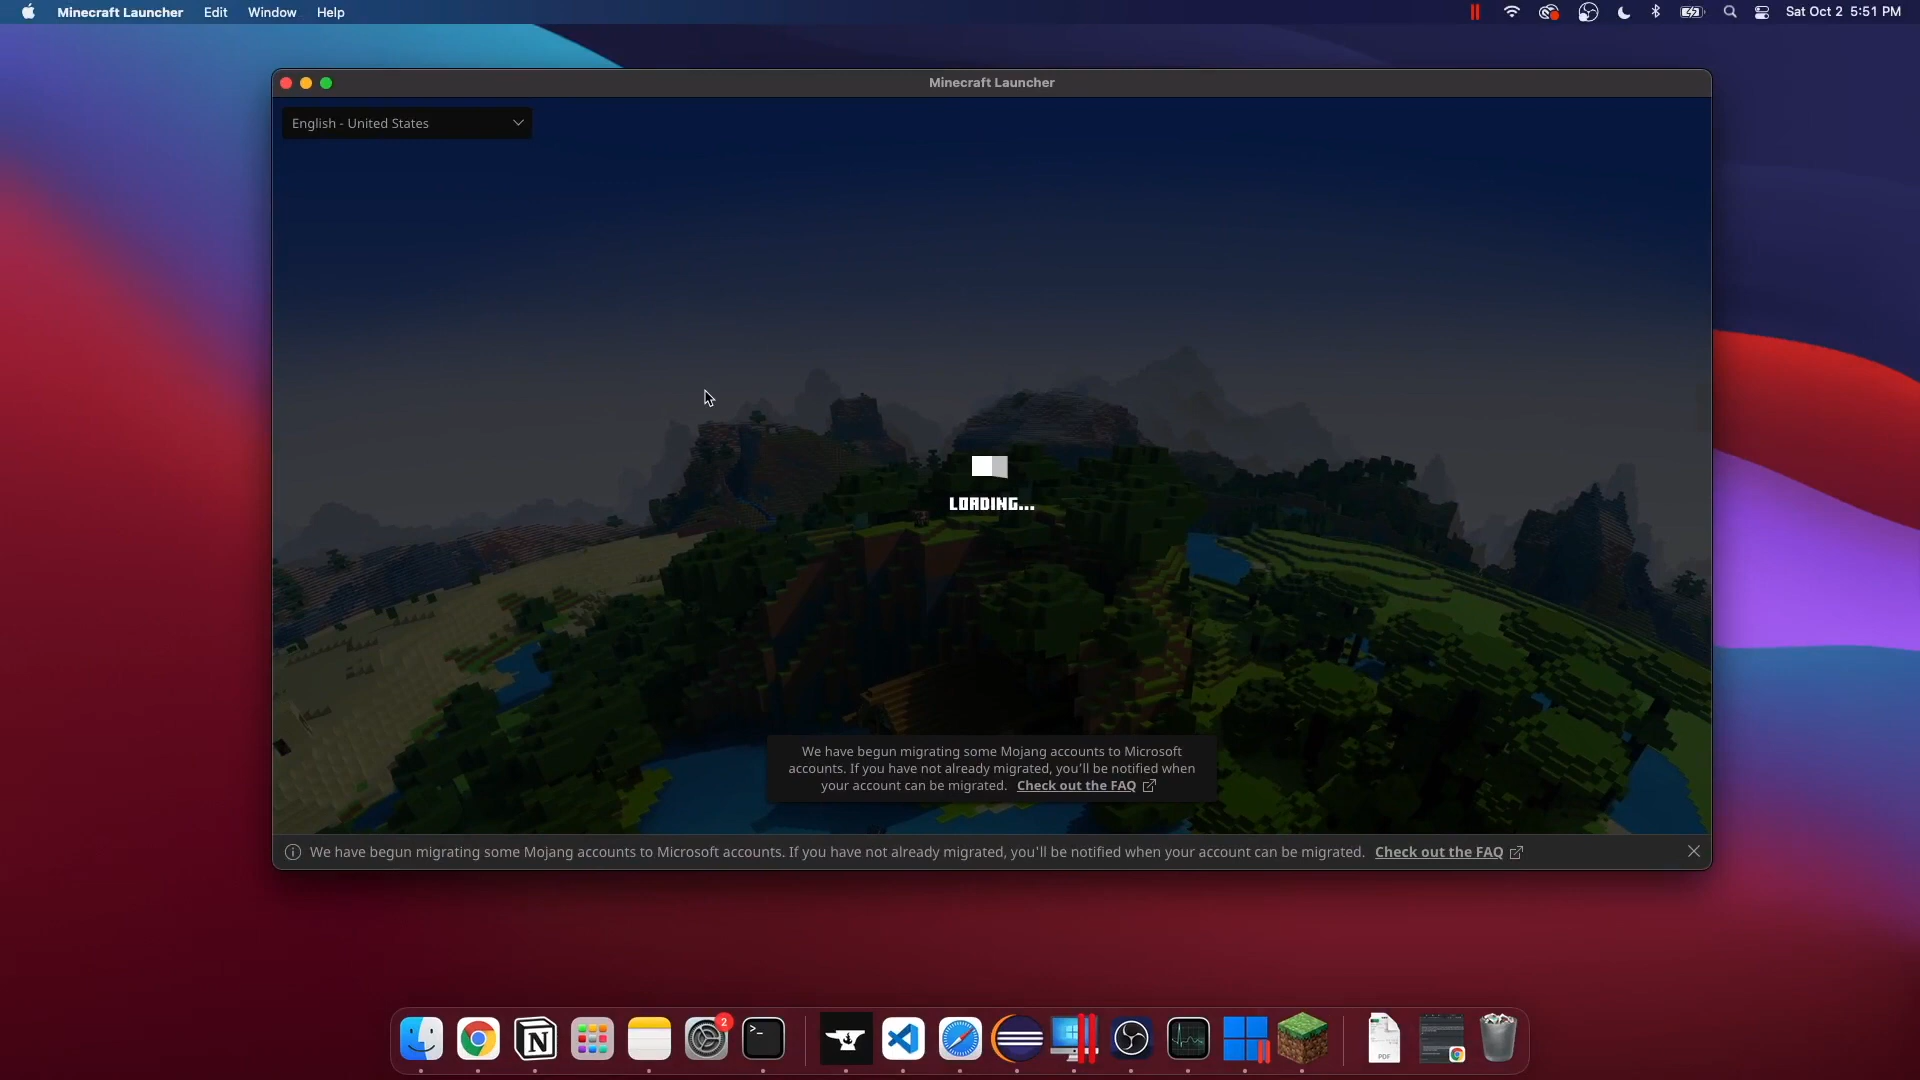 Minecraft Launcher Edit Window Help Sat Oct 2 5:51 PM
Minecraft Launcher
English - United States
LOADING...
We have begun migrating some Mojang accounts to Microsoft
accounts. If you have not already migrated, you'll be notified when
your account can be migrated. Check out the FAQ
We have begun migrating some Mojang accounts to Microsoft accounts. If you have not already migrated, you'll be notified when your account can be migrated. Check out the FAQ
2
PDF